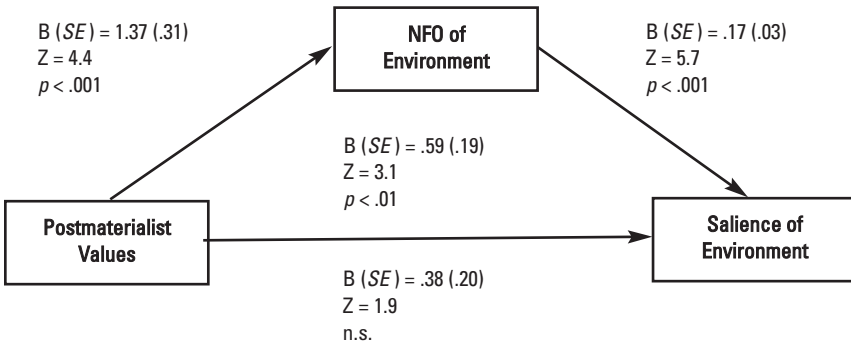 B (SE) = 1.37 (.31)
Z = 4.4
p < .001
NFO of
Environment
B (SE) = .17 (.03)
Z = 5.7
p < .001
B (SE) = .59 (.19)
Z = 3.1
p < .01
Postmaterialist
Values
Salience of
Environment
B (SE) = .38 (.20)
Z = 1.9
n.s.